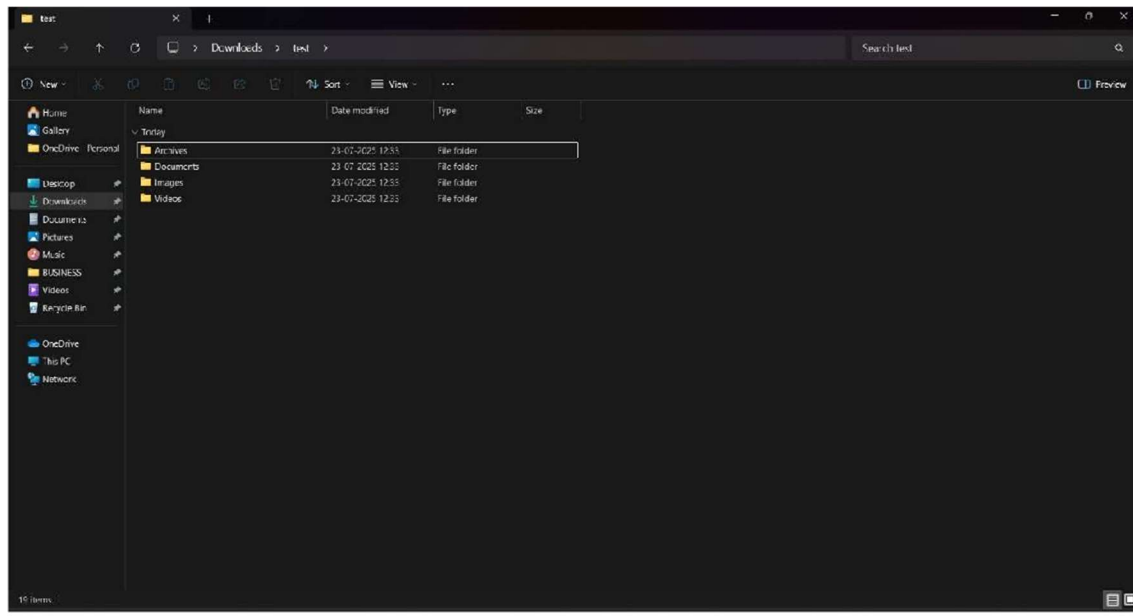 test
Downloads > test >
Search test
New
Sort
View
...
Preview
Home
Gallery
OneDrive Personal
Desktop
Downloads
Documents
Pictures
Music
BUSINESS
Videos
Recycle Bin
OneDrive
This PC
Network
Name Date modified Type Size
Today
Archives 23-07-2025 12:33 File folder
Documents 23-07-2025 12:33 File folder
Images 23-07-2025 12:33 File folder
Videos 23-07-2025 12:33 File folder
19 items